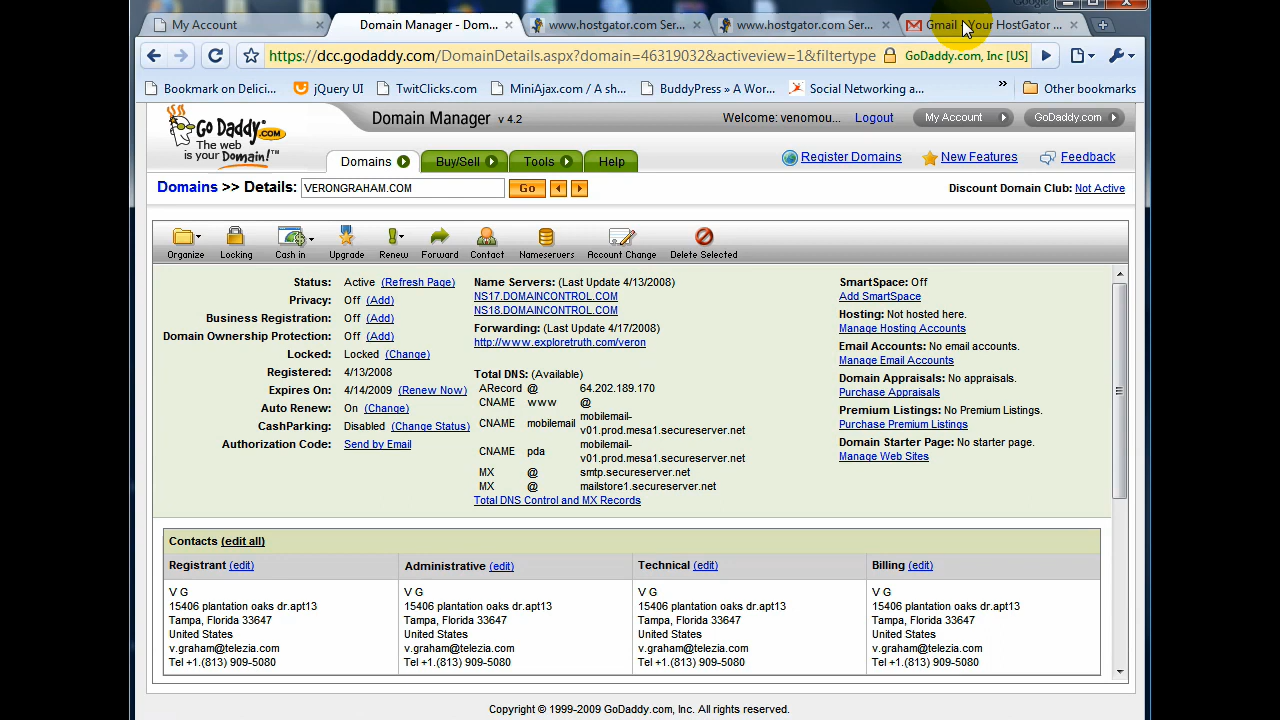 Google
My Account
Domain Manager - Dom...
www.hostgator.com Ser...
www.hostgator.com Ser...
Gmail - Your HostGator ...
https://dcc.godaddy.com/DomainDetails.aspx?domain=46319032&activeview=1&filtertype
GoDaddy.com, Inc [US]
Bookmark on Delici...
jQuery UI
TwitClicks.com
MiniAjax.com / A sh...
BuddyPress » A Wor...
Social Networking a...
»
Other bookmarks
Go Daddy.COM
The web
is your Domain!™
Domain Manager v 4.2
Welcome: venomou...
Logout
My Account
GoDaddy.com
Domains
Buy/Sell
Tools
Help
Register Domains
New Features
Feedback
Domains >> Details: VERONGRAHAM.COM Go
Discount Domain Club: Not Active
Organize
Locking
Cash in
Upgrade
Renew
Forward
Contact
Nameservers
Account Change
Delete Selected
Status: Active (Refresh Page)
Privacy: Off (Add)
Business Registration: Off (Add)
Domain Ownership Protection: Off (Add)
Locked: Locked (Change)
Registered: 4/13/2008
Expires On: 4/14/2009 (Renew Now)
Auto Renew: On (Change)
CashParking: Disabled (Change Status)
Authorization Code: Send by Email
Name Servers: (Last Update 4/13/2008)
NS17.DOMAINCONTROL.COM
NS18.DOMAINCONTROL.COM
Forwarding: (Last Update 4/17/2008)
http://www.exploretruth.com/veron
Total DNS: (Available)
ARecord @ 64.202.189.170
CNAME www @
CNAME mobilemail mobilemail-
v01.prod.mesa1.secureserver.net
CNAME pda mobilemail-
v01.prod.mesa1.secureserver.net
MX @ smtp.secureserver.net
MX @ mailstore1.secureserver.net
Total DNS Control and MX Records
SmartSpace: Off
Add SmartSpace
Hosting: Not hosted here.
Manage Hosting Accounts
Email Accounts: No email accounts.
Manage Email Accounts
Domain Appraisals: No appraisals.
Purchase Appraisals
Premium Listings: No Premium Listings.
Purchase Premium Listings
Domain Starter Page: No starter page.
Manage Web Sites
Contacts (edit all)
Registrant (edit)
V G
15406 plantation oaks dr.apt13
Tampa, Florida 33647
United States
v.graham@telezia.com
Tel +1.(813) 909-5080
Administrative (edit)
V G
15406 plantation oaks dr.apt13
Tampa, Florida 33647
United States
v.graham@telezia.com
Tel +1.(813) 909-5080
Technical (edit)
V G
15406 plantation oaks dr.apt13
Tampa, Florida 33647
United States
v.graham@telezia.com
Tel +1.(813) 909-5080
Billing (edit)
V G
15406 plantation oaks dr.apt13
Tampa, Florida 33647
United States
v.graham@telezia.com
Tel +1.(813) 909-5080
Copyright © 1999-2009 GoDaddy.com, Inc. All rights reserved.